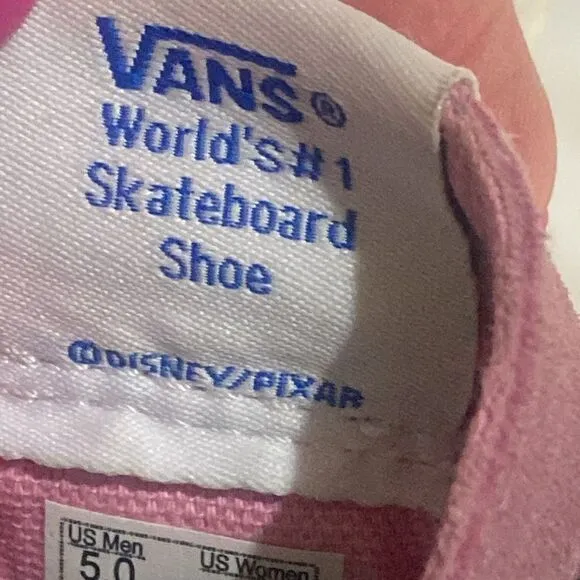 VANS®
World's #1
Skateboard
Shoe
©DISNEY/PIXAR
US Men US Women
5.0